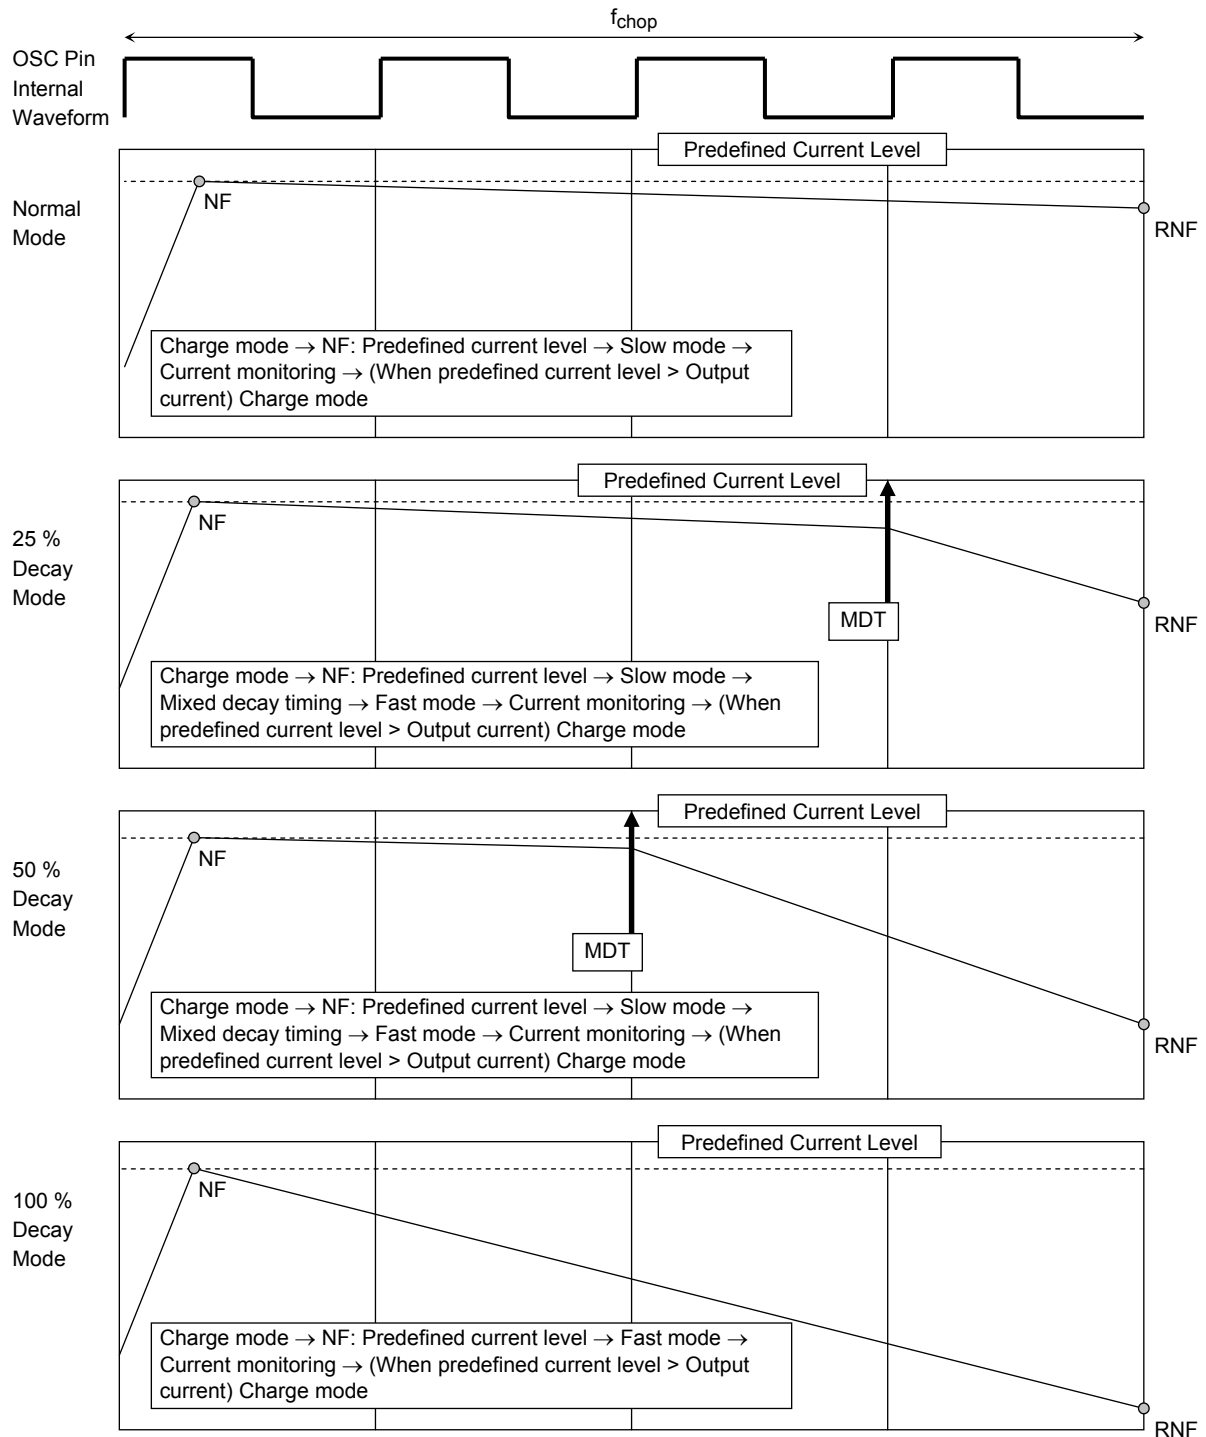 fchop
OSC Pin
Internal
Waveform
Predefined Current Level
NF
Normal
Mode
RNF
Charge mode → NF: Predefined current level → Slow mode →
Current monitoring → (When predefined current level > Output
current) Charge mode
Predefined Current Level
NF
25 %
Decay
Mode
MDT
RNF
Charge mode → NF: Predefined current level → Slow mode →
Mixed decay timing → Fast mode → Current monitoring → (When
predefined current level > Output current) Charge mode
Predefined Current Level
NF
50 %
Decay
Mode
MDT
Charge mode → NF: Predefined current level → Slow mode →
Mixed decay timing → Fast mode → Current monitoring → (When
predefined current level > Output current) Charge mode
RNF
Predefined Current Level
NF
100 %
Decay
Mode
Charge mode → NF: Predefined current level → Fast mode →
Current monitoring → (When predefined current level > Output
current) Charge mode
RNF